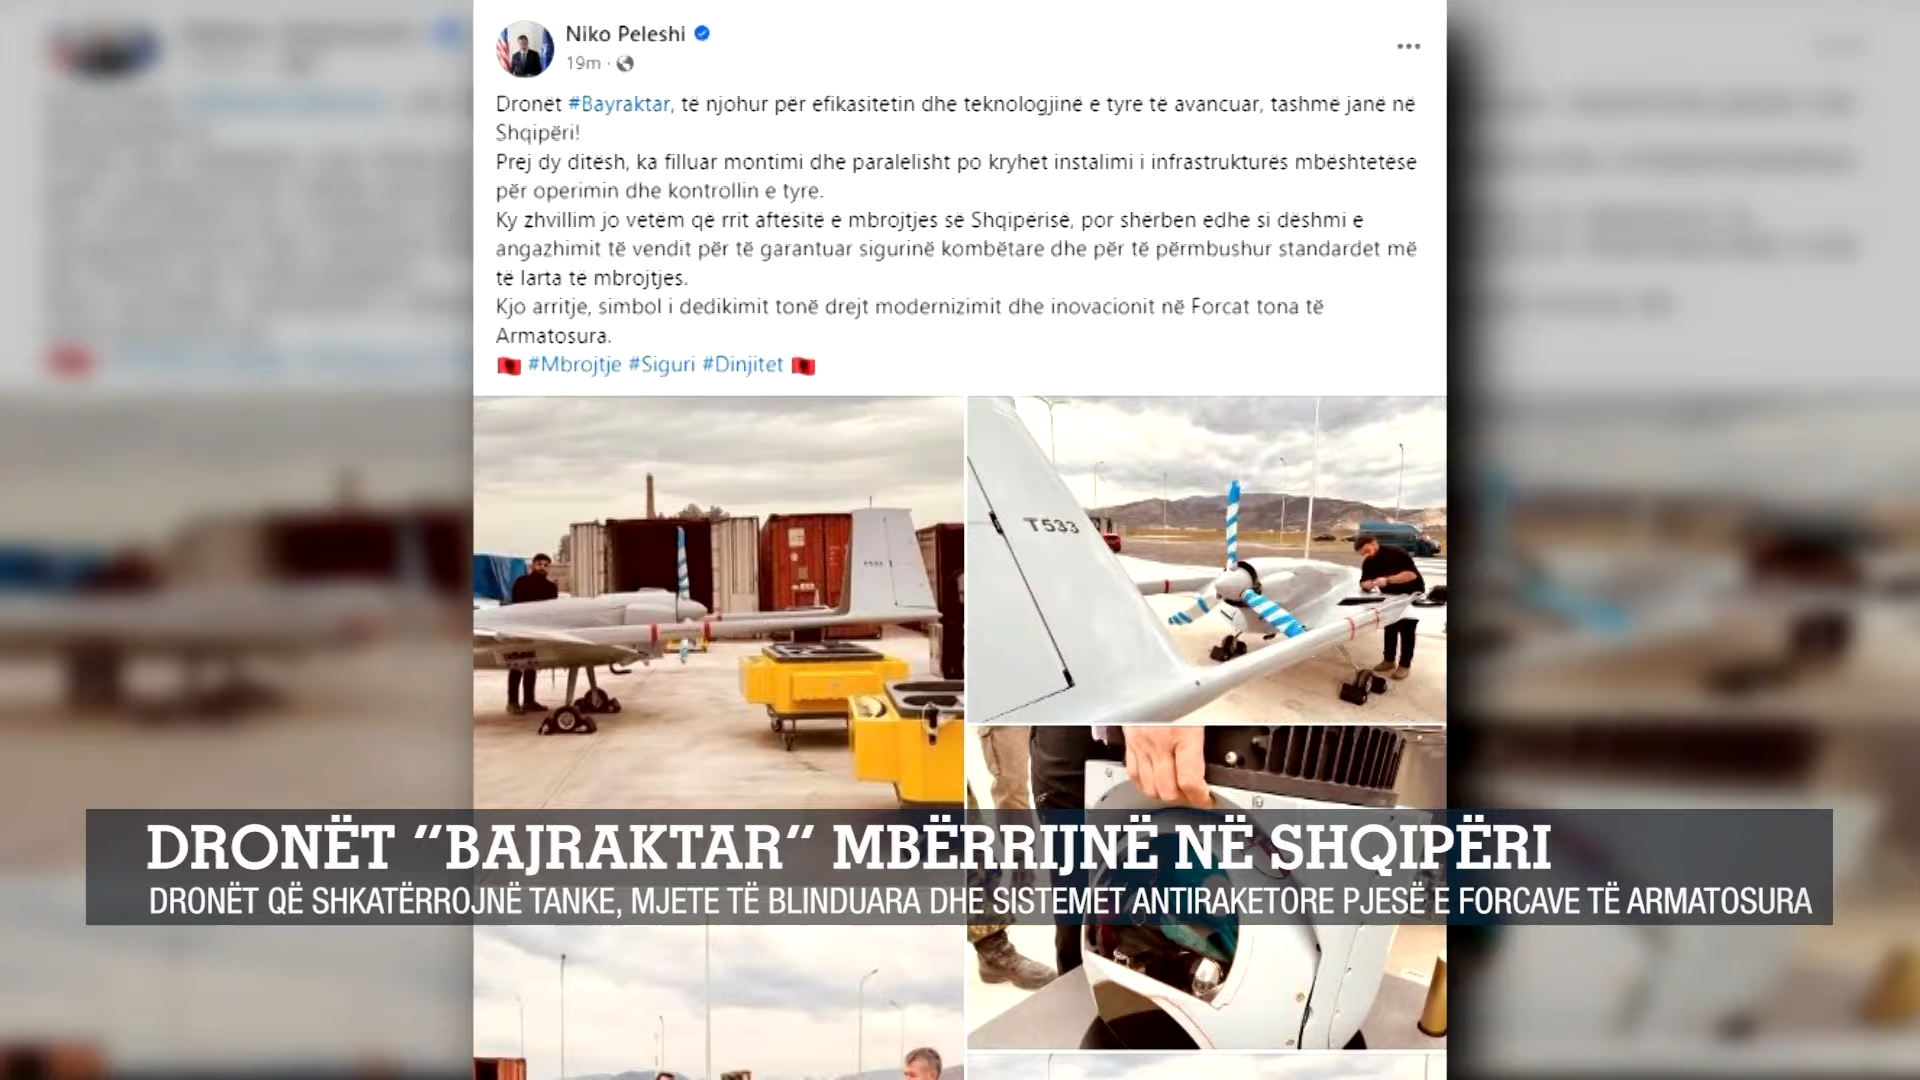 Niko Peleshi
19m ·
Dronët #Bayraktar, të njohur për efikasitetin dhe teknologjinë e tyre të avancuar, tashmë janë në
Shqipëri!
Prej dy ditësh, ka filluar montimi dhe paralelisht po kryhet instalimi i infrastrukturës mbështetëse
për operimin dhe kontrollin e tyre.
Ky zhvillim jo vetëm që rrit aftësitë e mbrojtjes së Shqipërisë, por shërben edhe si dëshmi e
angazhimit të vendit për të garantuar sigurinë kombëtare dhe për të përmbushur standardet më
të larta të mbrojtjes.
Kjo arritje, simbol i dedikimit tonë drejt modernizimit dhe inovacionit në Forcat tona të
Armatosura.
🇦🇱 #Mbrojtje #Siguri #Dinjitet 🇦🇱
T533
T533
DRONËT “BAJRAKTAR” MBËRRIJNË NË SHQIPËRI
DRONËT QË SHKATËRROJNË TANKE, MJETE TË BLINDUARA DHE SISTEMET ANTIRAKETORE PJESË E FORCAVE TË ARMATOSURA